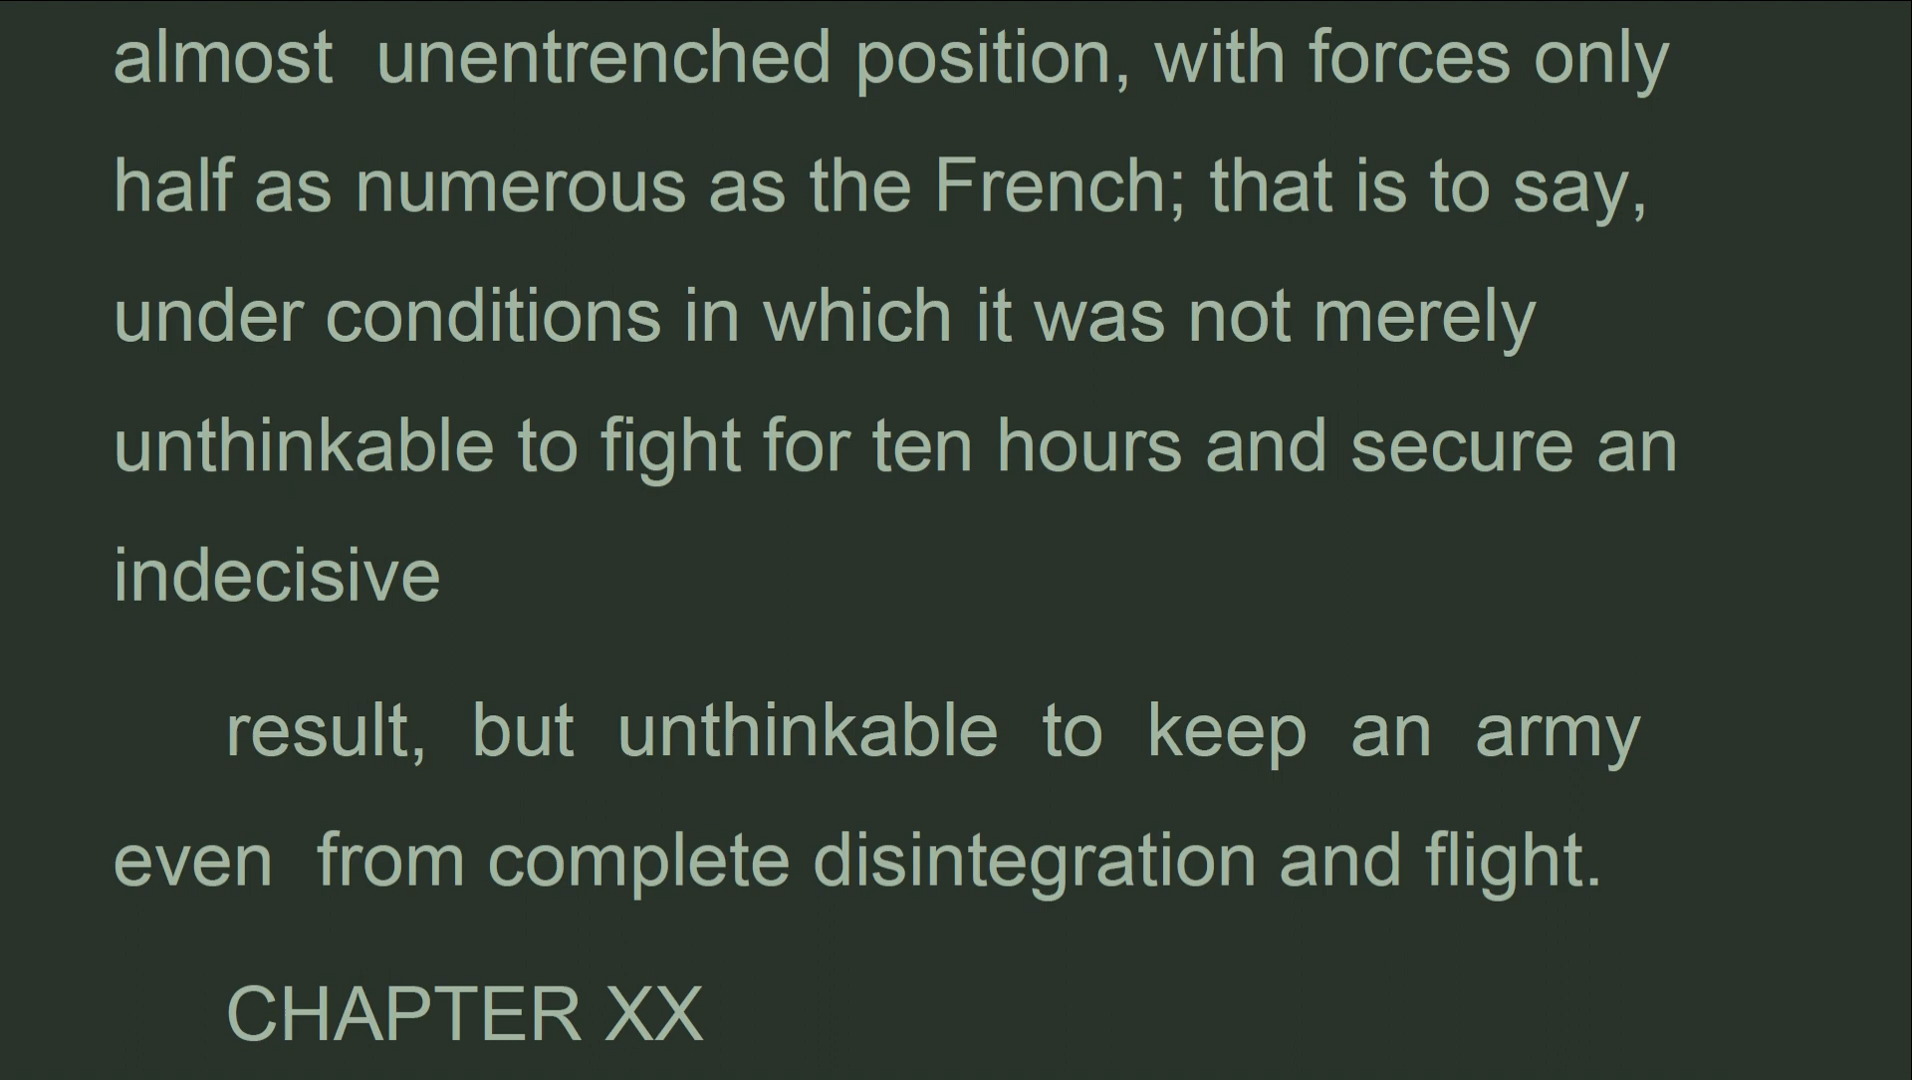 almost unentrenched position, with forces only
half as numerous as the French; that is to say,
under conditions in which it was not merely
unthinkable to fight for ten hours and secure an
indecisive
result, but unthinkable to keep an army
even from complete disintegration and flight.
CHAPTER XX